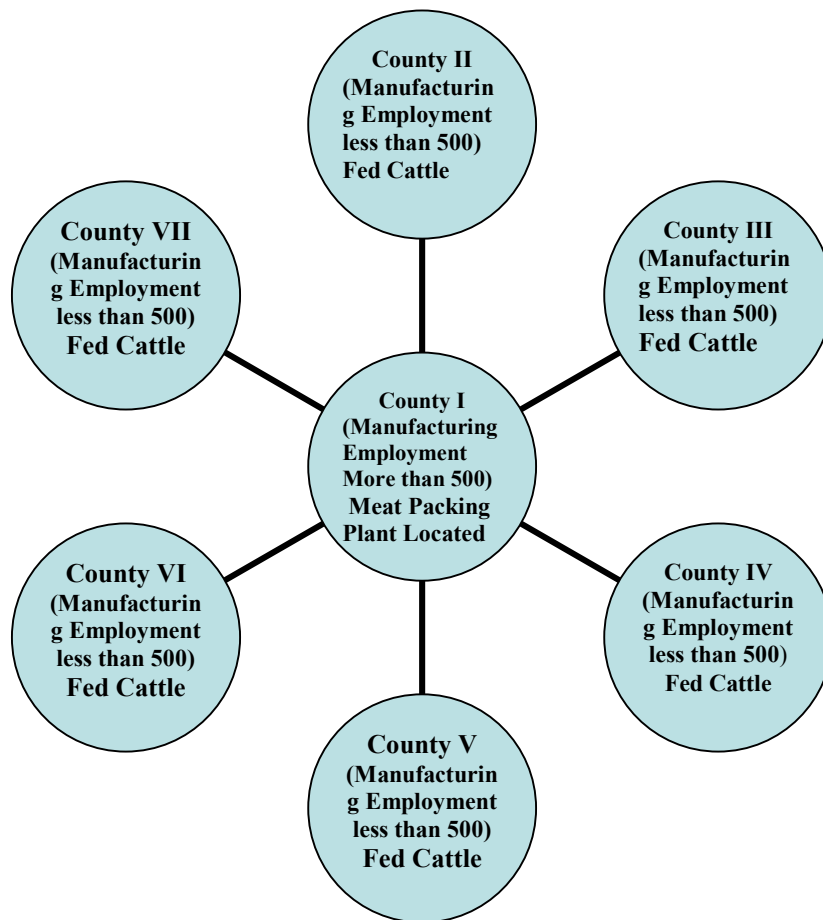 County II
(Manufacturin
g Employment
less than 500)
Fed Cattle
County VII
(Manufacturin
g Employment
less than 500)
Fed Cattle
County III
(Manufacturin
g Employment
less than 500)
Fed Cattle
County I
(Manufacturing
Employment
More than 500)
Meat Packing
Plant Located
County VI
(Manufacturin
g Employment
less than 500)
Fed Cattle
County IV
(Manufacturin
g Employment
less than 500)
Fed Cattle
County V
(Manufacturin
g Employment
less than 500)
Fed Cattle